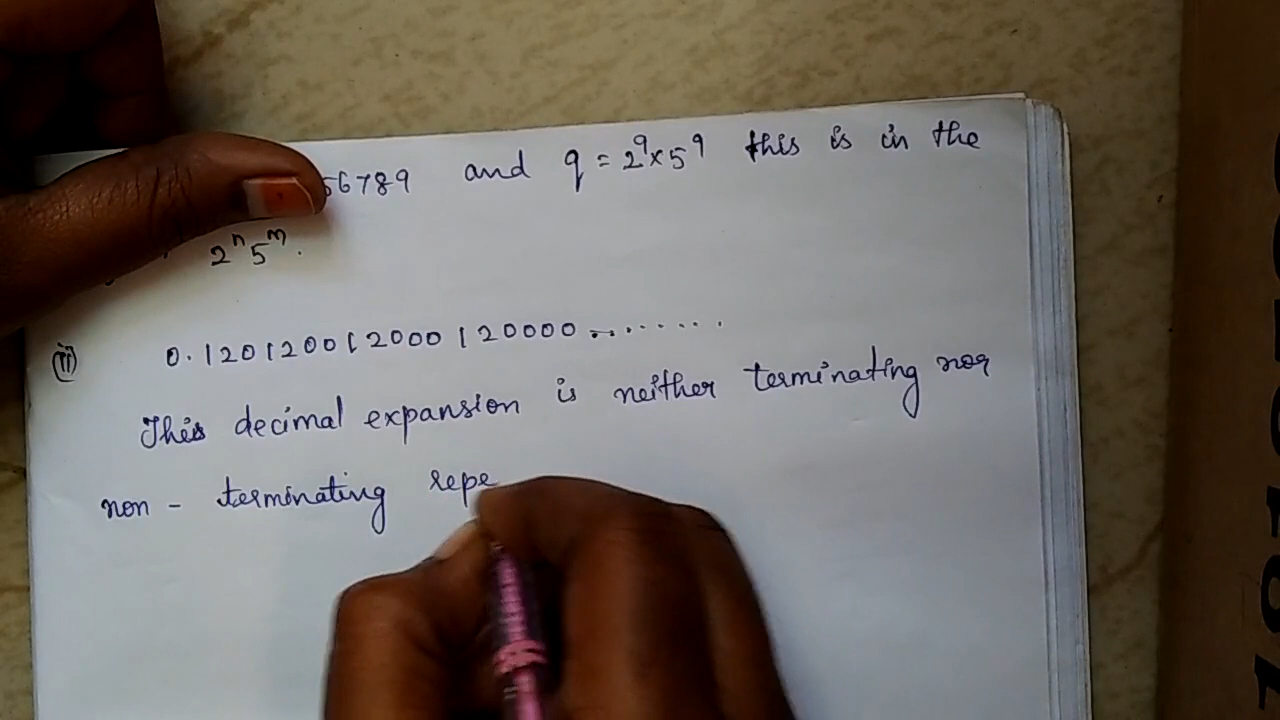 56789 and q = 2⁹×5⁹ this is in the
2ⁿ5ᵐ.
(ii) 0.120120012000120000..........
This decimal expansion is neither terminating nor
non - terminating repe